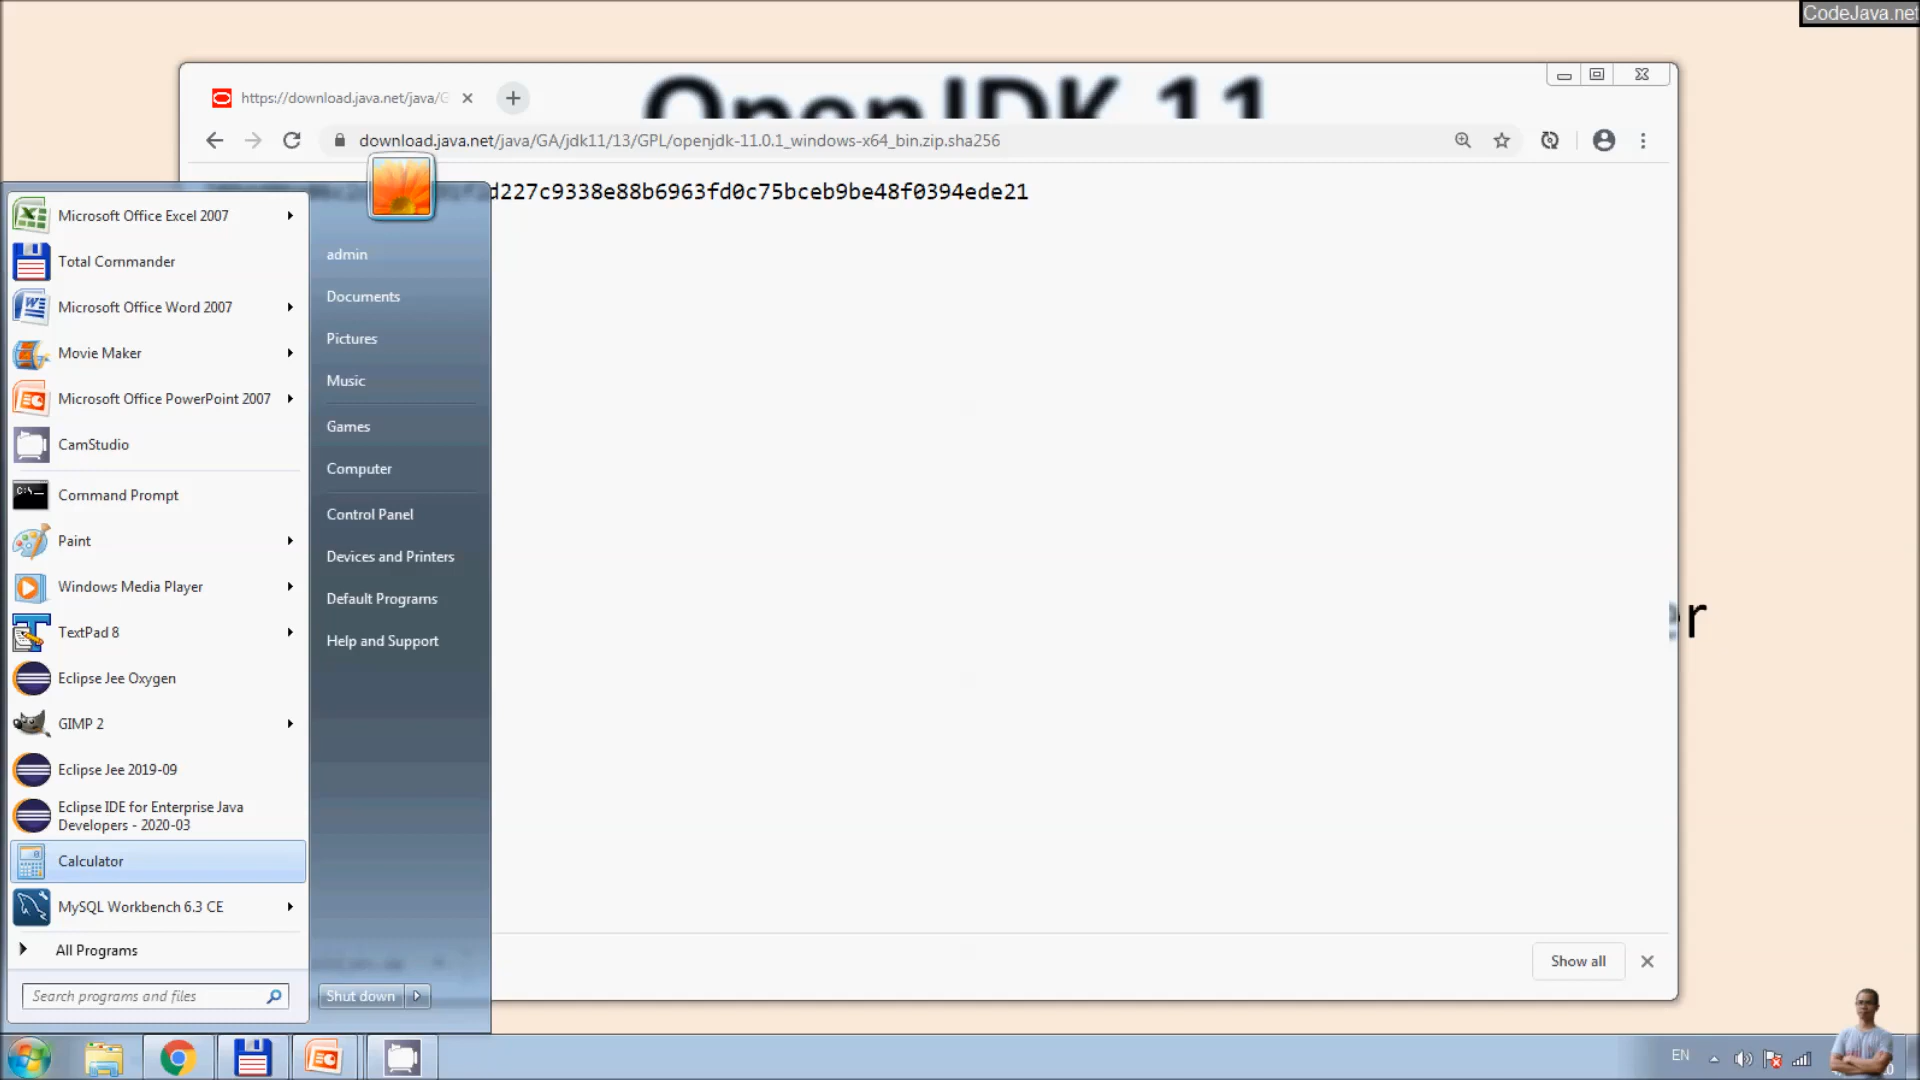 CodeJava.net
OpenJDK 11
https://download.java.net/java/G
download.java.net/java/GA/jdk11/13/GPL/openjdk-11.0.1_windows-x64_bin.zip.sha256
d227c9338e88b6963fd0c75bceb9be48f0394ede21
Microsoft Office Excel 2007
Total Commander
Microsoft Office Word 2007
Movie Maker
Microsoft Office PowerPoint 2007
CamStudio
Command Prompt
Paint
Windows Media Player
TextPad 8
Eclipse Jee Oxygen
GIMP 2
Eclipse Jee 2019-09
Eclipse IDE for Enterprise Java
Developers - 2020-03
Calculator
MySQL Workbench 6.3 CE
All Programs
Search programs and files
admin
Documents
Pictures
Music
Games
Computer
Control Panel
Devices and Printers
Default Programs
Help and Support
Shut down
er
Show all
EN